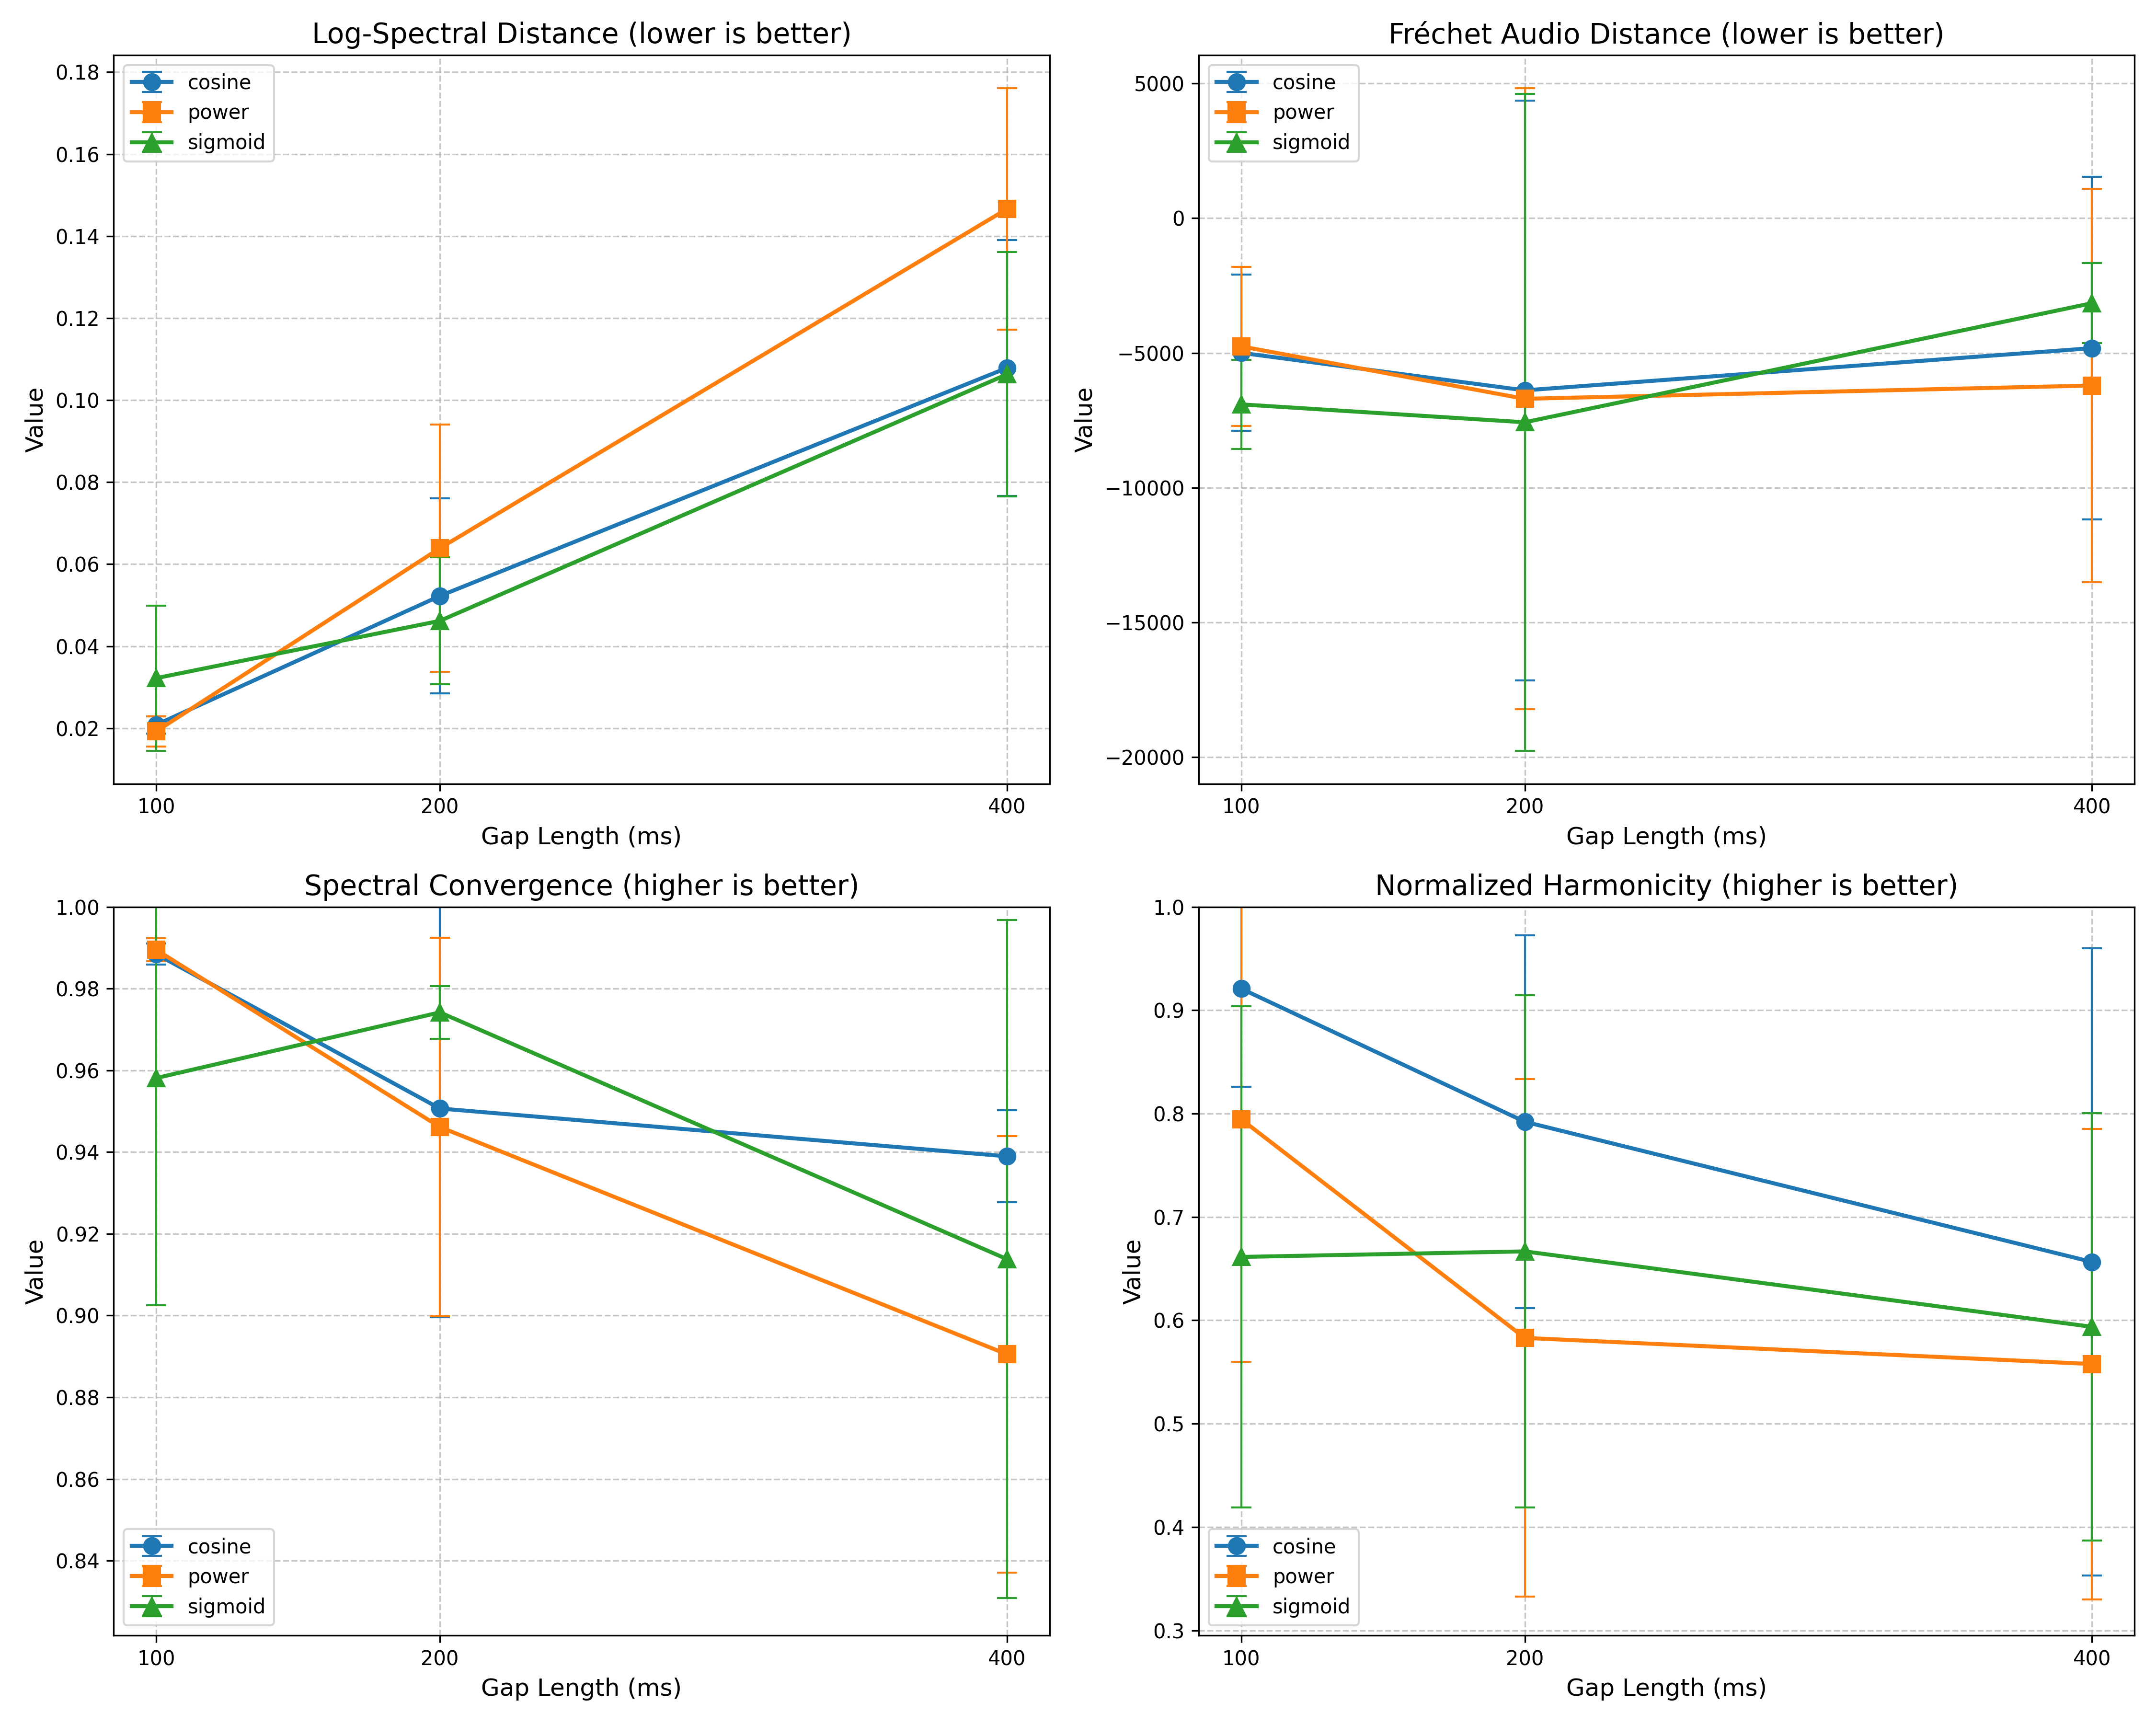 Log-Spectral Distance (lower is better)
cosine
power
sigmoid
0.18
0.16
0.14
0.12
0.10
0.08
0.06
0.04
0.02
Value
100
200
400
Gap Length (ms)
Fréchet Audio Distance (lower is better)
cosine
power
sigmoid
5000
0
−5000
−10000
−15000
−20000
Value
100
200
400
Gap Length (ms)
Spectral Convergence (higher is better)
1.00
0.98
0.96
0.94
0.92
0.90
0.88
0.86
0.84
Value
cosine
power
sigmoid
100
200
400
Gap Length (ms)
Normalized Harmonicity (higher is better)
1.0
0.9
0.8
0.7
0.6
0.5
0.4
0.3
Value
cosine
power
sigmoid
100
200
400
Gap Length (ms)